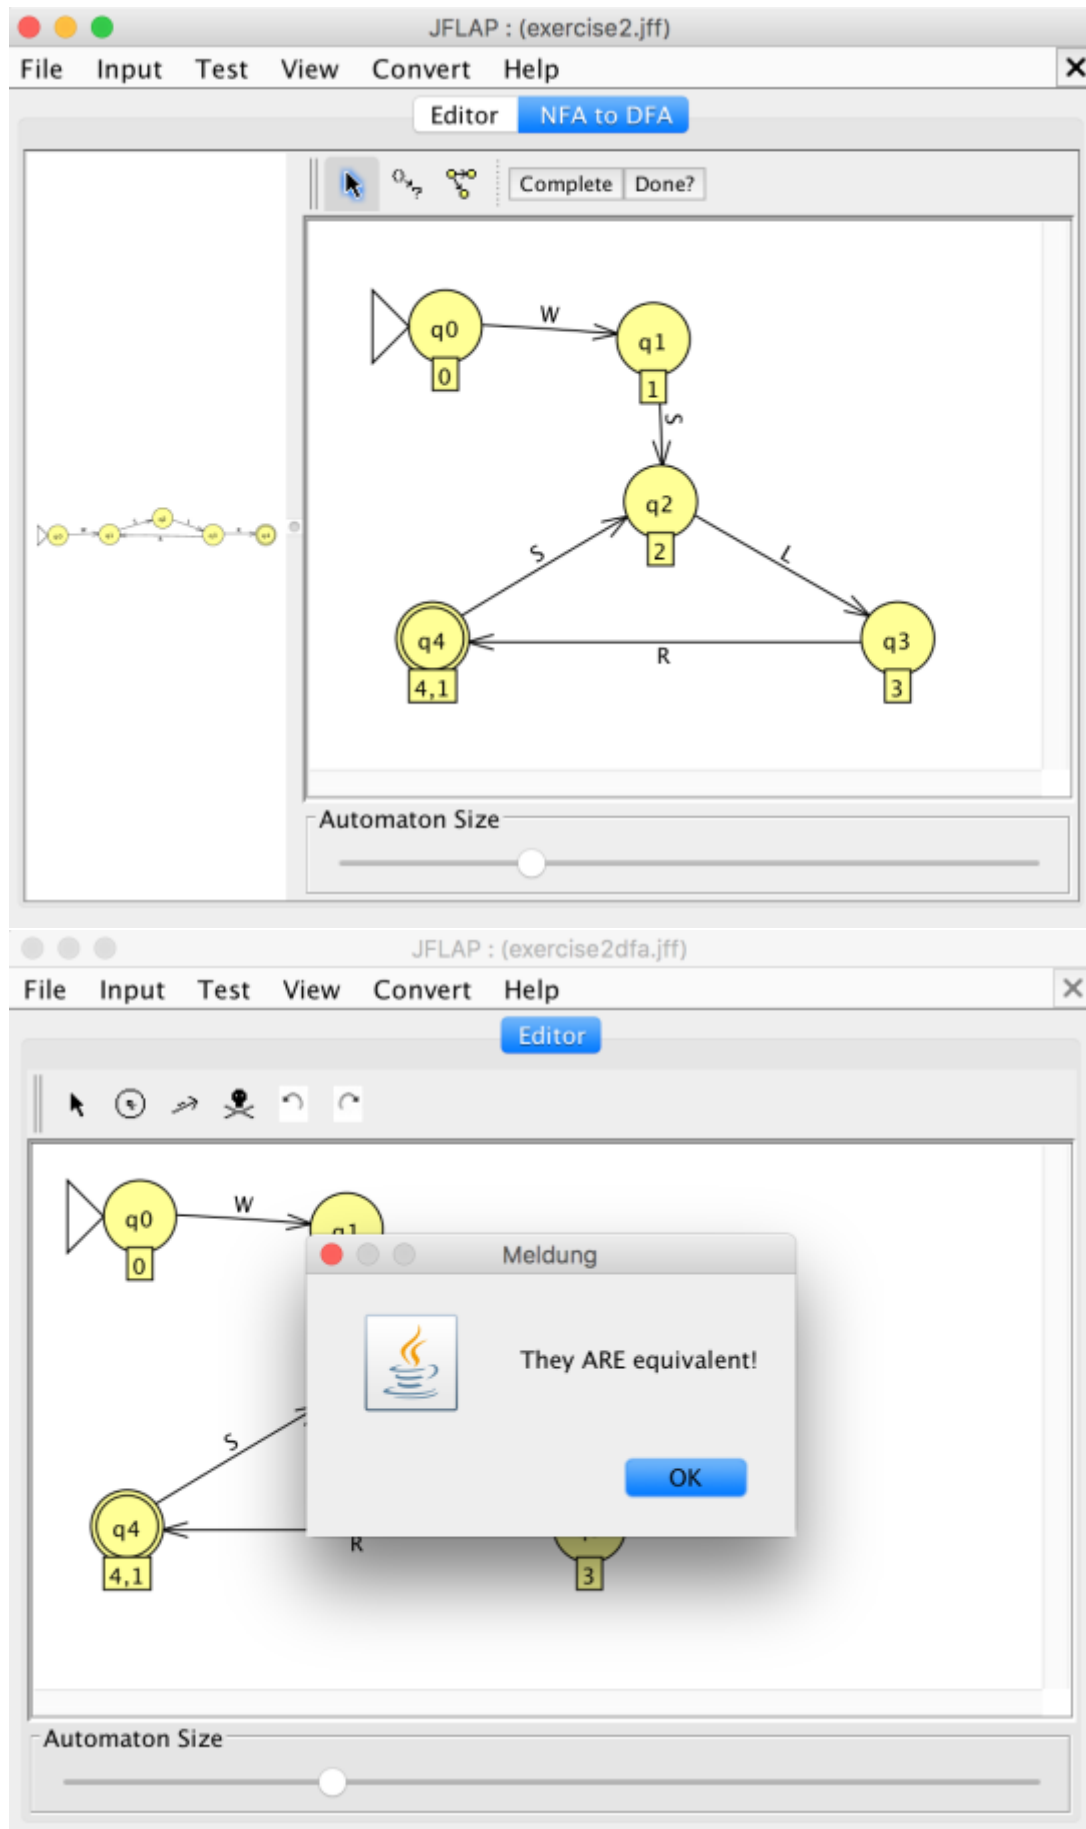 JFLAP : (exercise2.jff)
File Input Test View Convert Help
Editor NFA to DFA
Complete Done?
q0
0
W
q1
1
S
q2
2
S
L
q4
4,1
R
q3
3
Automaton Size
JFLAP : (exercise2dfa.jff)
File Input Test View Convert Help
Editor
q0
0
W
q1
Meldung
They ARE equivalent!
OK
S
q4
4,1
R
3
Automaton Size